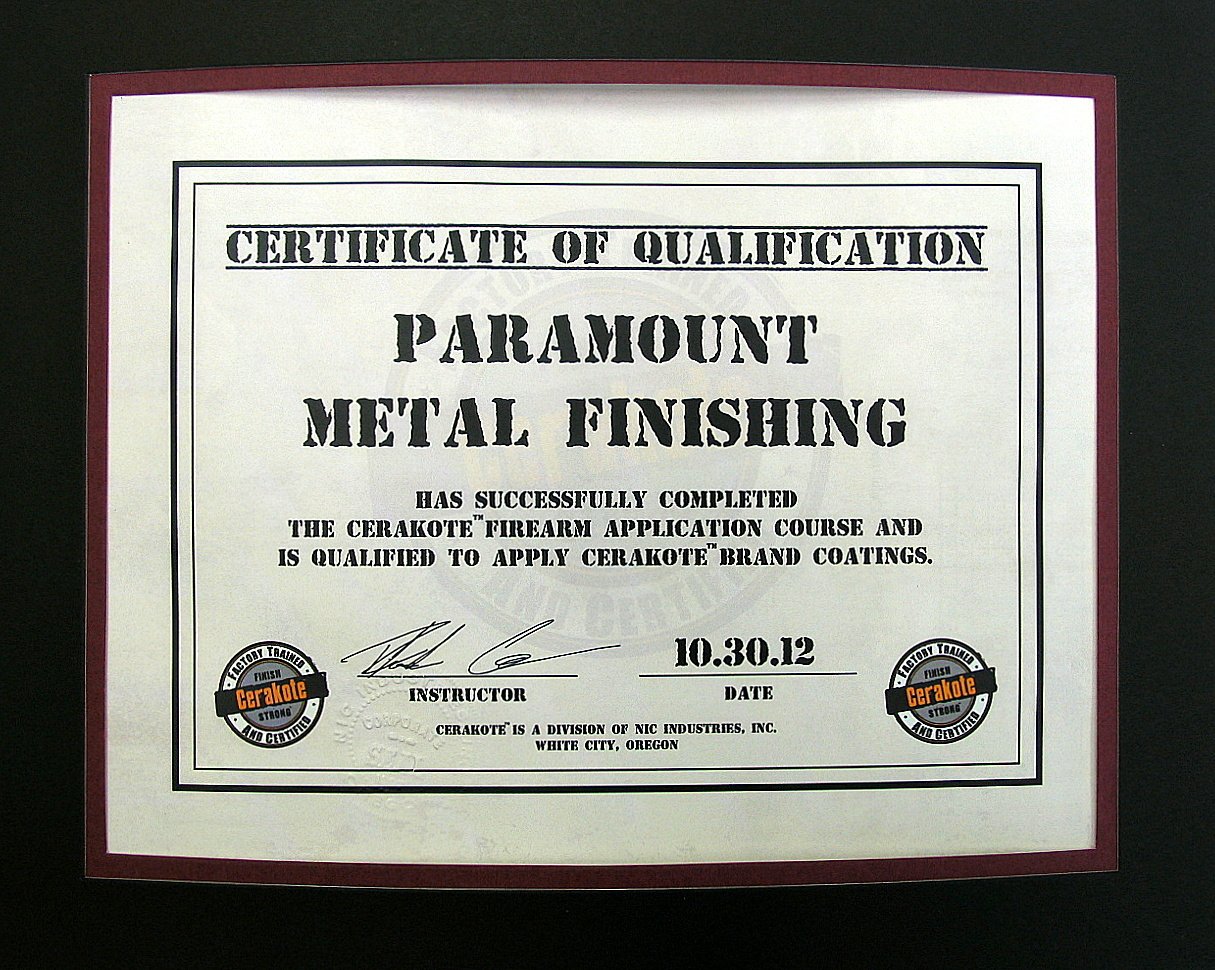 CERTIFICATE OF QUALIFICATION
PARAMOUNT
METAL FINISHING
HAS SUCCESSFULLY COMPLETED
THE CERAKOTE™ FIREARM APPLICATION COURSE AND
IS QUALIFIED TO APPLY CERAKOTE™ BRAND COATINGS.
10.30.12
INSTRUCTOR
DATE
CERAKOTE™ IS A DIVISION OF NIC INDUSTRIES, INC.
WHITE CITY, OREGON
FACTORY TRAINED
FINISH
Cerakote
STRONG
AND CERTIFIED
FACTORY TRAINED
FINISH
Cerakote
STRONG
AND CERTIFIED